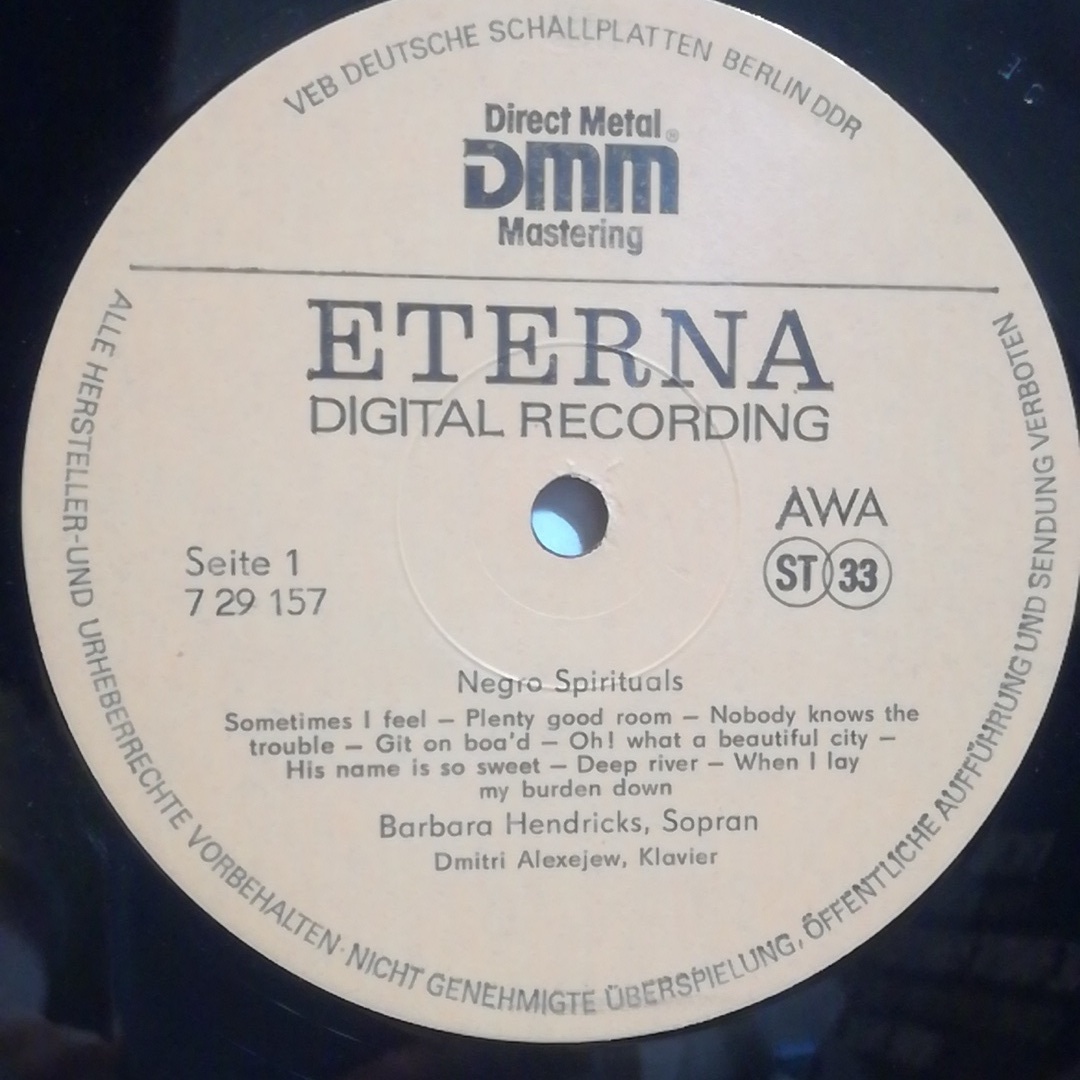 VEB DEUTSCHE SCHALLPLATTEN BERLIN DDR
Direct Metal
DMM®
Mastering
ETERNA
DIGITAL RECORDING
AWA
ST 33
Seite 1
7 29 157
Negro Spirituals
Sometimes I feel — Plenty good room — Nobody knows the
trouble — Git on boa'd — Oh! what a beautiful city —
His name is so sweet — Deep river — When I lay
my burden down
Barbara Hendricks, Sopran
Dmitri Alexejew, Klavier
ALLE HERSTELLER-UND URHEBERRECHTE VORBEHALTEN · NICHT GENEHMIGTE ÜBERSPIELUNG, ÖFFENTLICHE AUFFÜHRUNG UND SENDUNG VERBOTEN